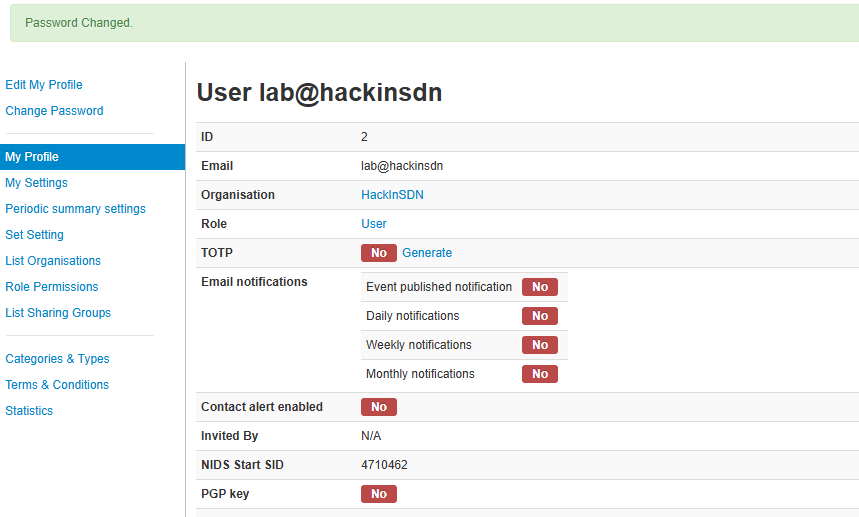 Password Changed.
Edit My Profile
Change Password
My Profile
My Settings
Periodic summary settings
Set Setting
List Organisations
Role Permissions
List Sharing Groups
Categories & Types
Terms & Conditions
Statistics
User lab@hackinsdn
ID 2
Email lab@hackinsdn
Organisation HackInSDN
Role User
TOTP No Generate
Email notifications
Event published notification No
Daily notifications No
Weekly notifications No
Monthly notifications No
Contact alert enabled No
Invited By N/A
NIDS Start SID 4710462
PGP key No